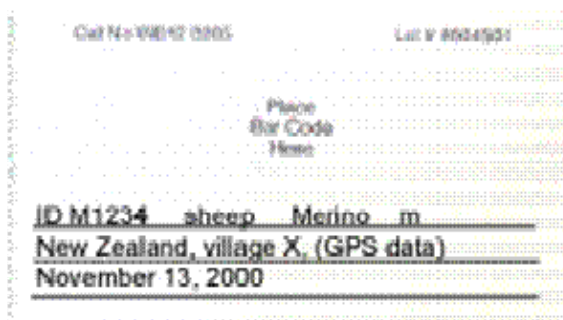 Place
Bar Code
Here
ID M1234 sheep Merino m
New Zealand, village X, (GPS data)
November 13, 2000